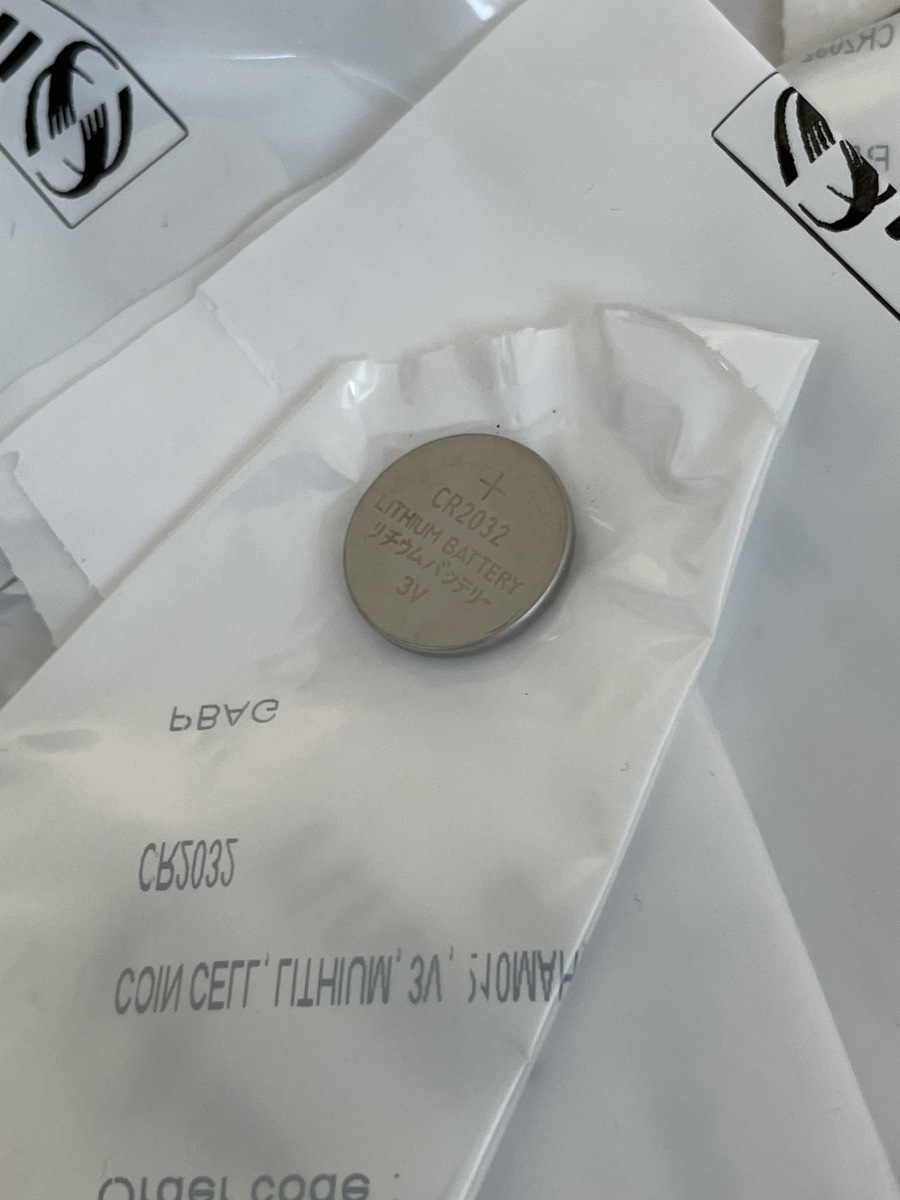 CR2032
+
CR2032
LITHIUM BATTERY
リチウムバッテリー
3V
PBAG
CR2032
COIN CELL, LITHIUM, 3V,
Order code :